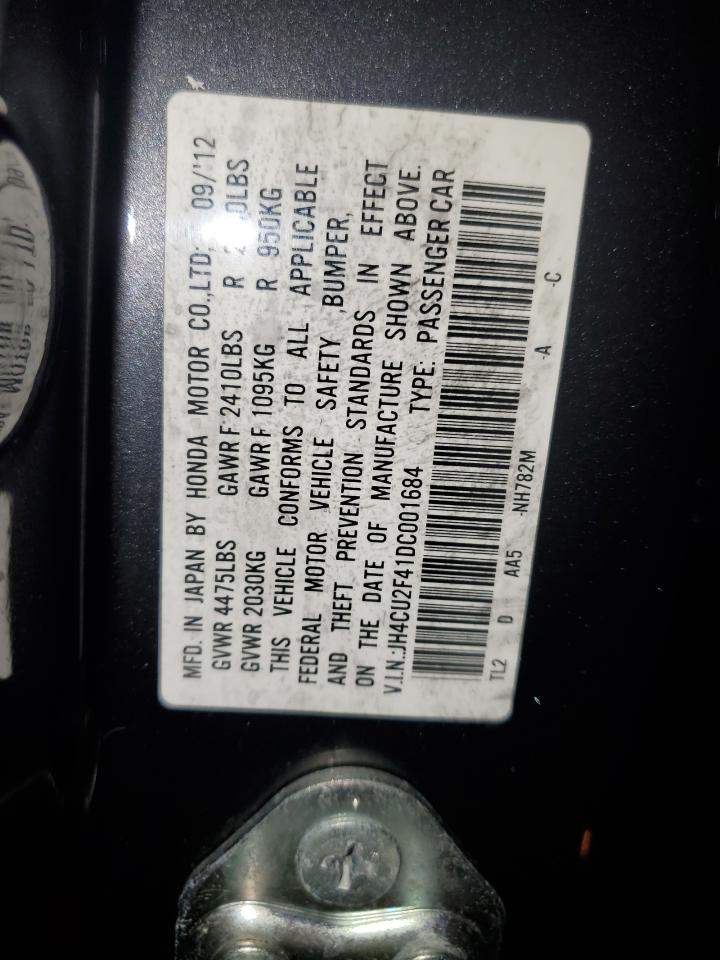 MFD. IN JAPAN BY HONDA MOTOR CO.,LTD. 09/'12
GVWR 4475LBS GAWR F 2410LBS R LBS
GVWR 2030KG GAWR F 1095KG R 950KG
THIS VEHICLE CONFORMS TO ALL APPLICABLE
FEDERAL MOTOR VEHICLE SAFETY ,BUMPER,
AND THEFT PREVENTION STANDARDS IN EFFECT
ON THE DATE OF MANUFACTURE SHOWN ABOVE.
V.I.N.:JH4CU2F41DC001684 TYPE: PASSENGER CAR
TL2 D AA5 -NH782M -A -C